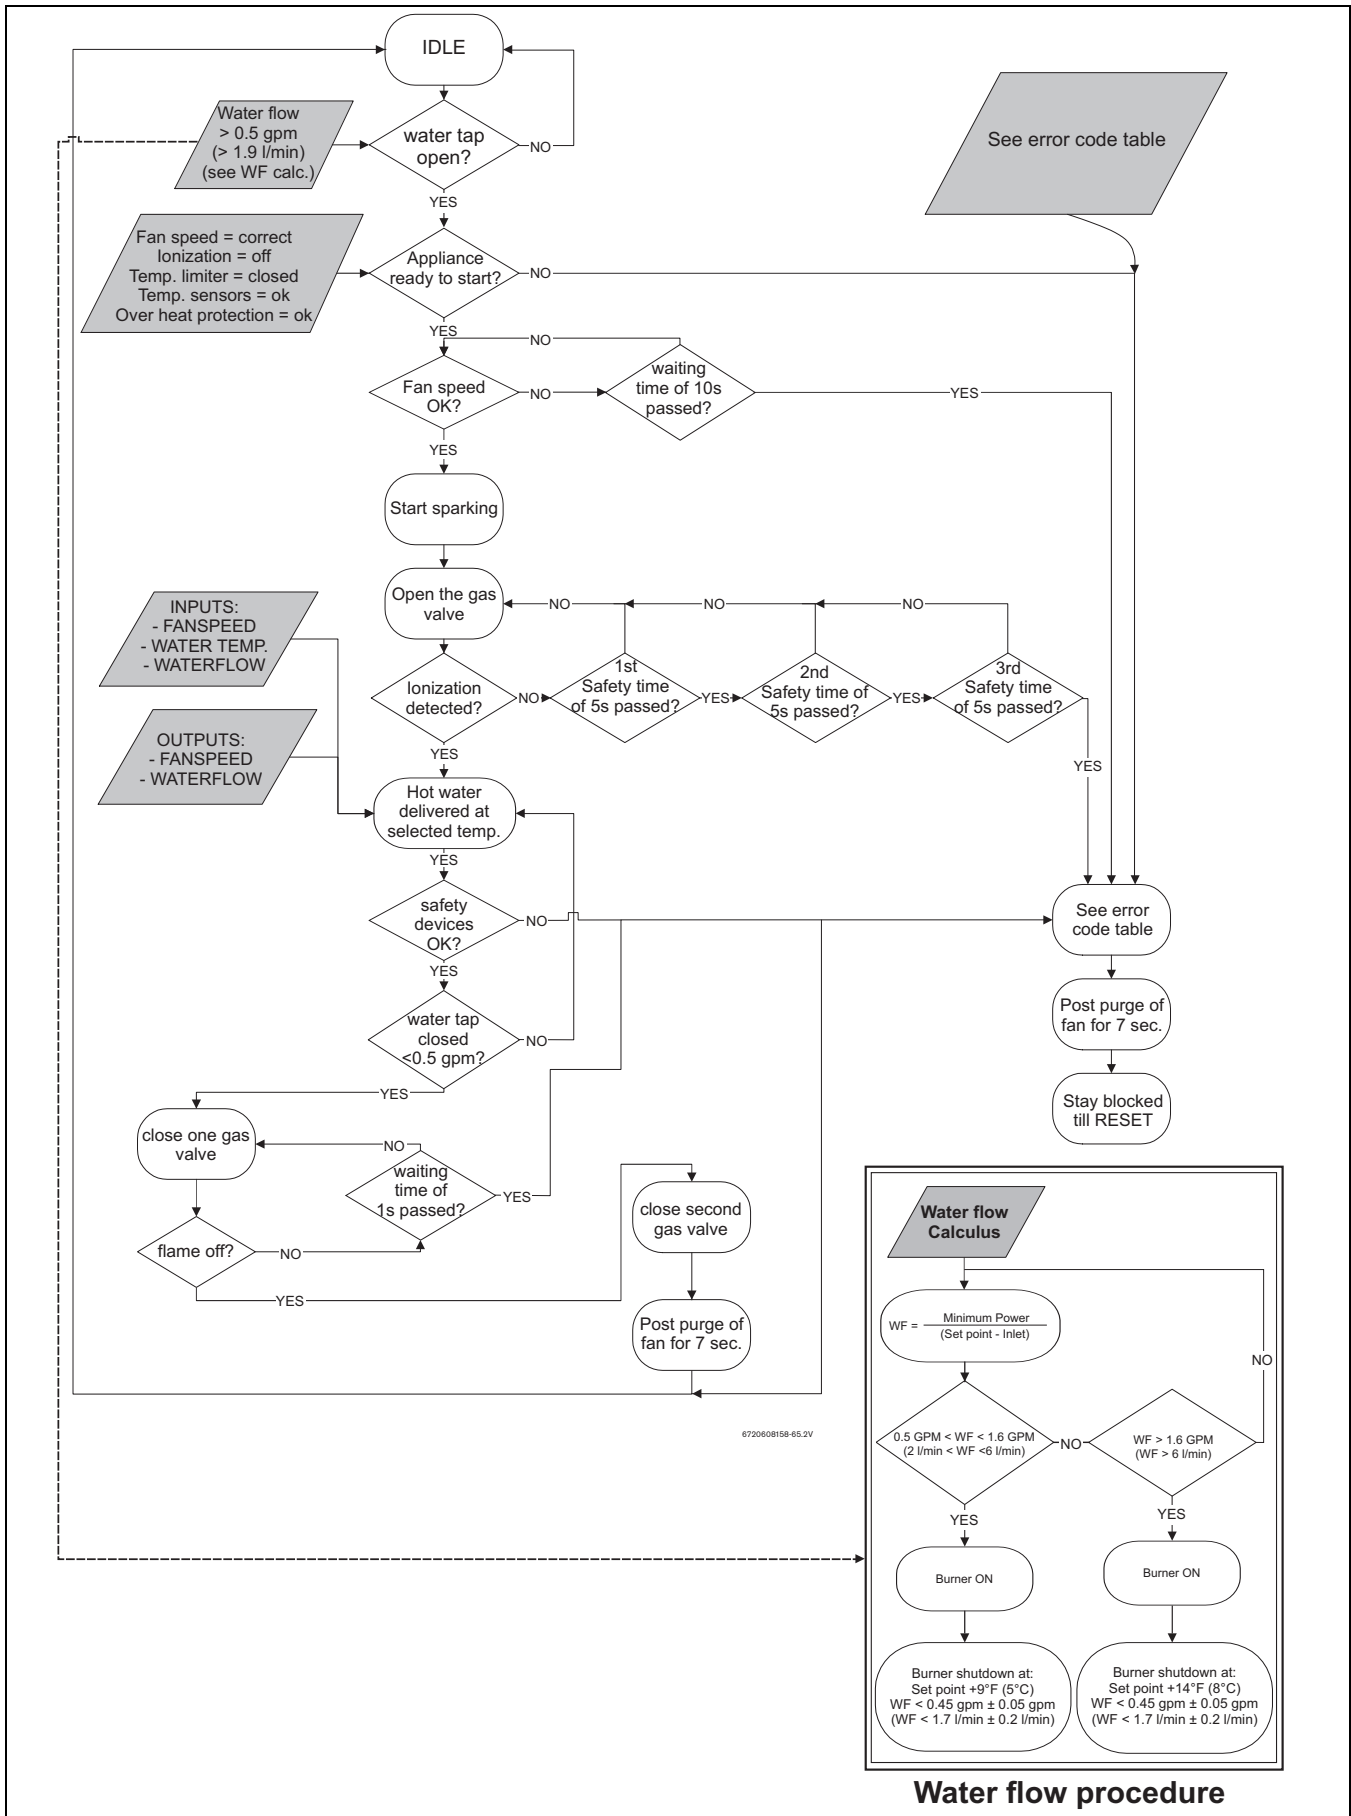 IDLE
Water flow
> 0.5 gpm
(> 1.9 l/min)
(see WF calc.)
water tap
open?
NO
YES
See error code table
Fan speed = correct
Ionization = off
Temp. limiter = closed
Temp. sensors = ok
Over heat protection = ok
Appliance
ready to start?
NO
YES
NO
Fan speed
OK?
NO
waiting
time of 10s
passed?
YES
YES
Start sparking
Open the gas
valve
NO
NO
NO
INPUTS:
- FANSPEED
- WATER TEMP.
- WATERFLOW
Ionization
detected?
NO
1st
Safety time
of 5s passed?
YES
2nd
Safety time of
5s passed?
YES
3rd
Safety time
of 5s passed?
YES
YES
OUTPUTS:
- FANSPEED
- WATERFLOW
Hot water
delivered at
selected temp.
YES
safety
devices
OK?
NO
YES
See error
code table
water tap
closed
<0.5 gpm?
NO
YES
Post purge of
fan for 7 sec.
Stay blocked
till RESET
close one gas
valve
NO
waiting
time of
1s passed?
YES
flame off?
NO
YES
close second
gas valve
Post purge of
fan for 7 sec.
6720608158-65.2V
Water flow
Calculus
WF =
Minimum Power
(Set point - Inlet)
NO
0.5 GPM < WF < 1.6 GPM
(2 l/min < WF <6 l/min)
NO
WF > 1.6 GPM
(WF > 6 l/min)
YES
YES
Burner ON
Burner ON
Burner shutdown at:
Set point +9°F (5°C)
WF < 0.45 gpm ± 0.05 gpm
(WF < 1.7 l/min ± 0.2 l/min)
Burner shutdown at:
Set point +14°F (8°C)
WF < 0.45 gpm ± 0.05 gpm
(WF < 1.7 l/min ± 0.2 l/min)
Water flow procedure